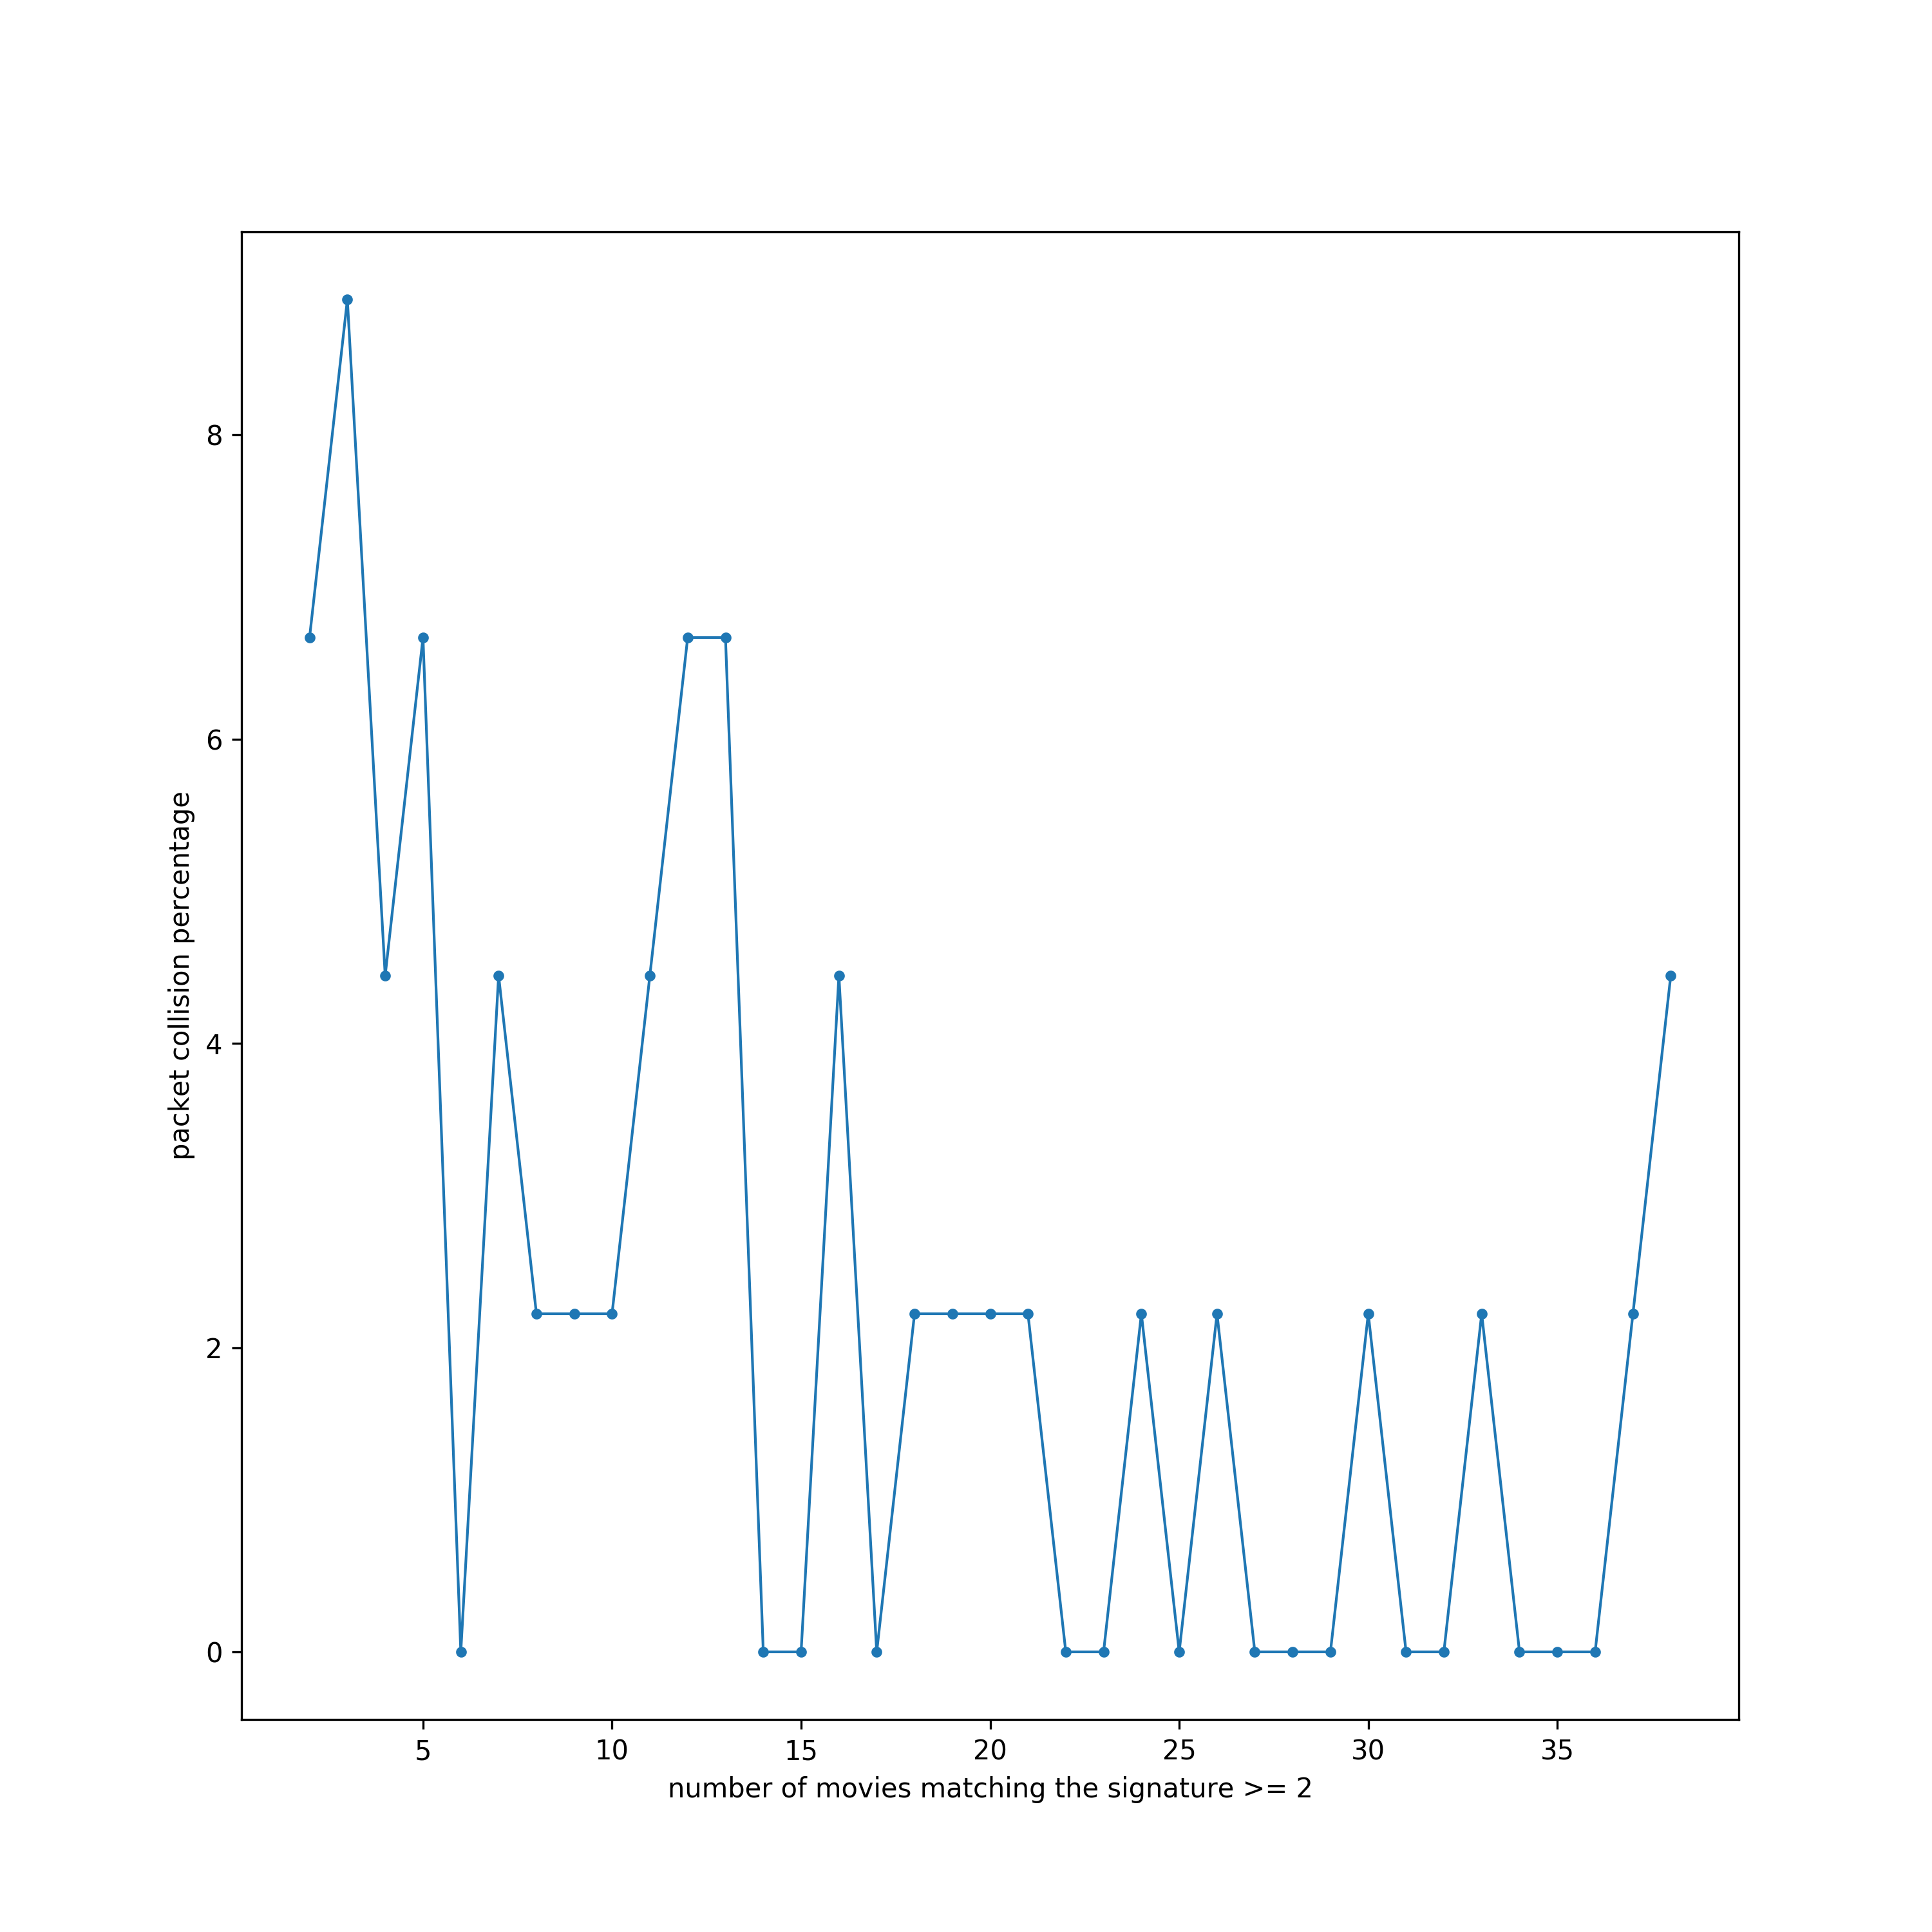 packet collision percentage
8
6
4
2
0
5 10 15 20 25 30 35
number of movies matching the signature >= 2